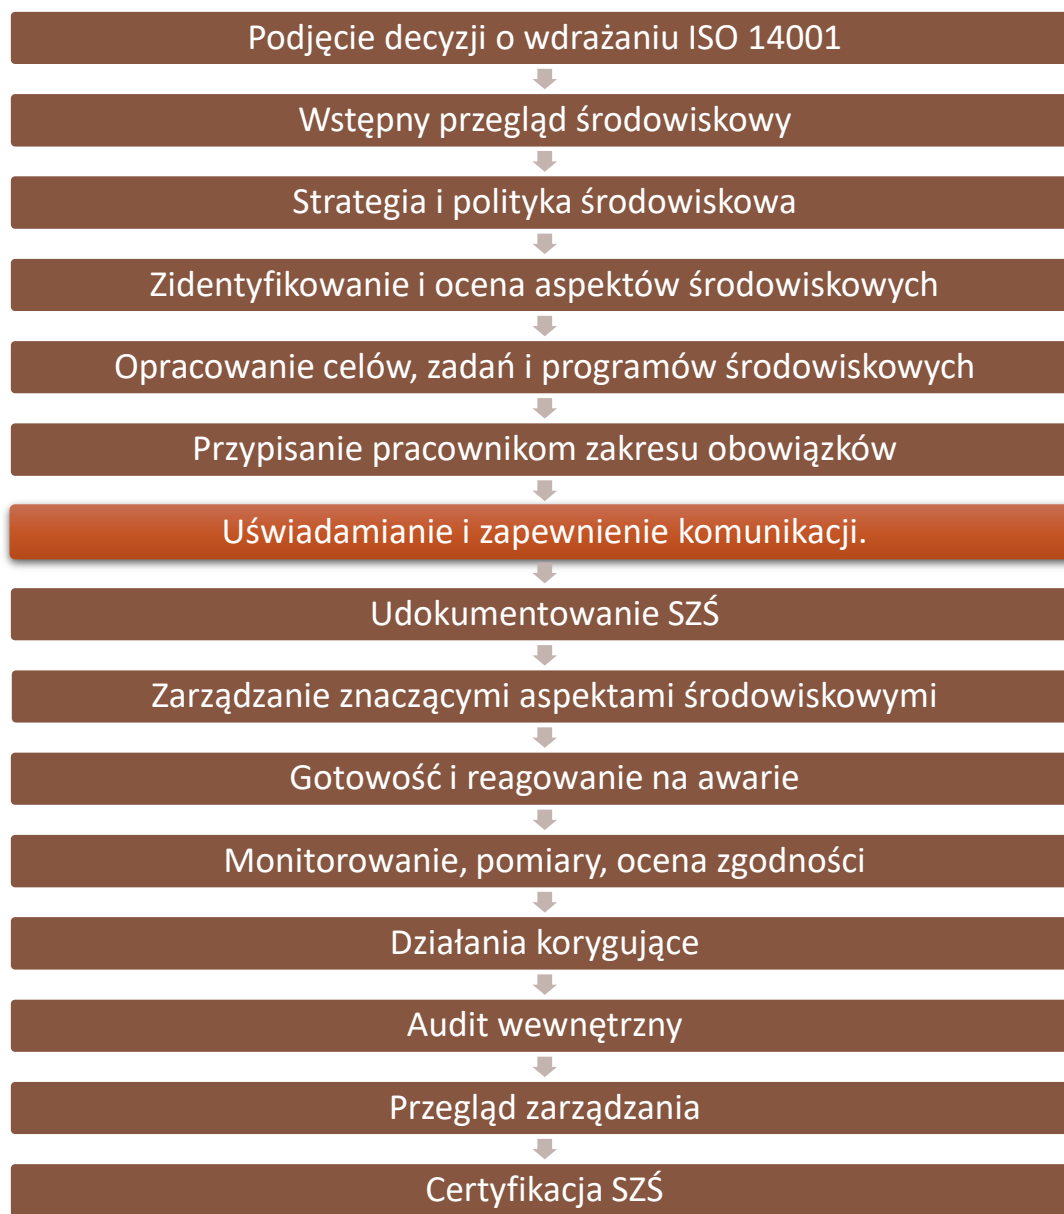 Podjęcie decyzji o wdrażaniu ISO 14001
Wstępny przegląd środowiskowy
Strategia i polityka środowiskowa
Zidentyfikowanie i ocena aspektów środowiskowych
Opracowanie celów, zadań i programów środowiskowych
Przypisanie pracownikom zakresu obowiązków
Uświadamianie i zapewnienie komunikacji.
Udokumentowanie SZŚ
Zarządzanie znaczącymi aspektami środowiskowymi
Gotowość i reagowanie na awarie
Monitorowanie, pomiary, ocena zgodności
Działania korygujące
Audit wewnętrzny
Przegląd zarządzania
Certyfikacja SZŚ